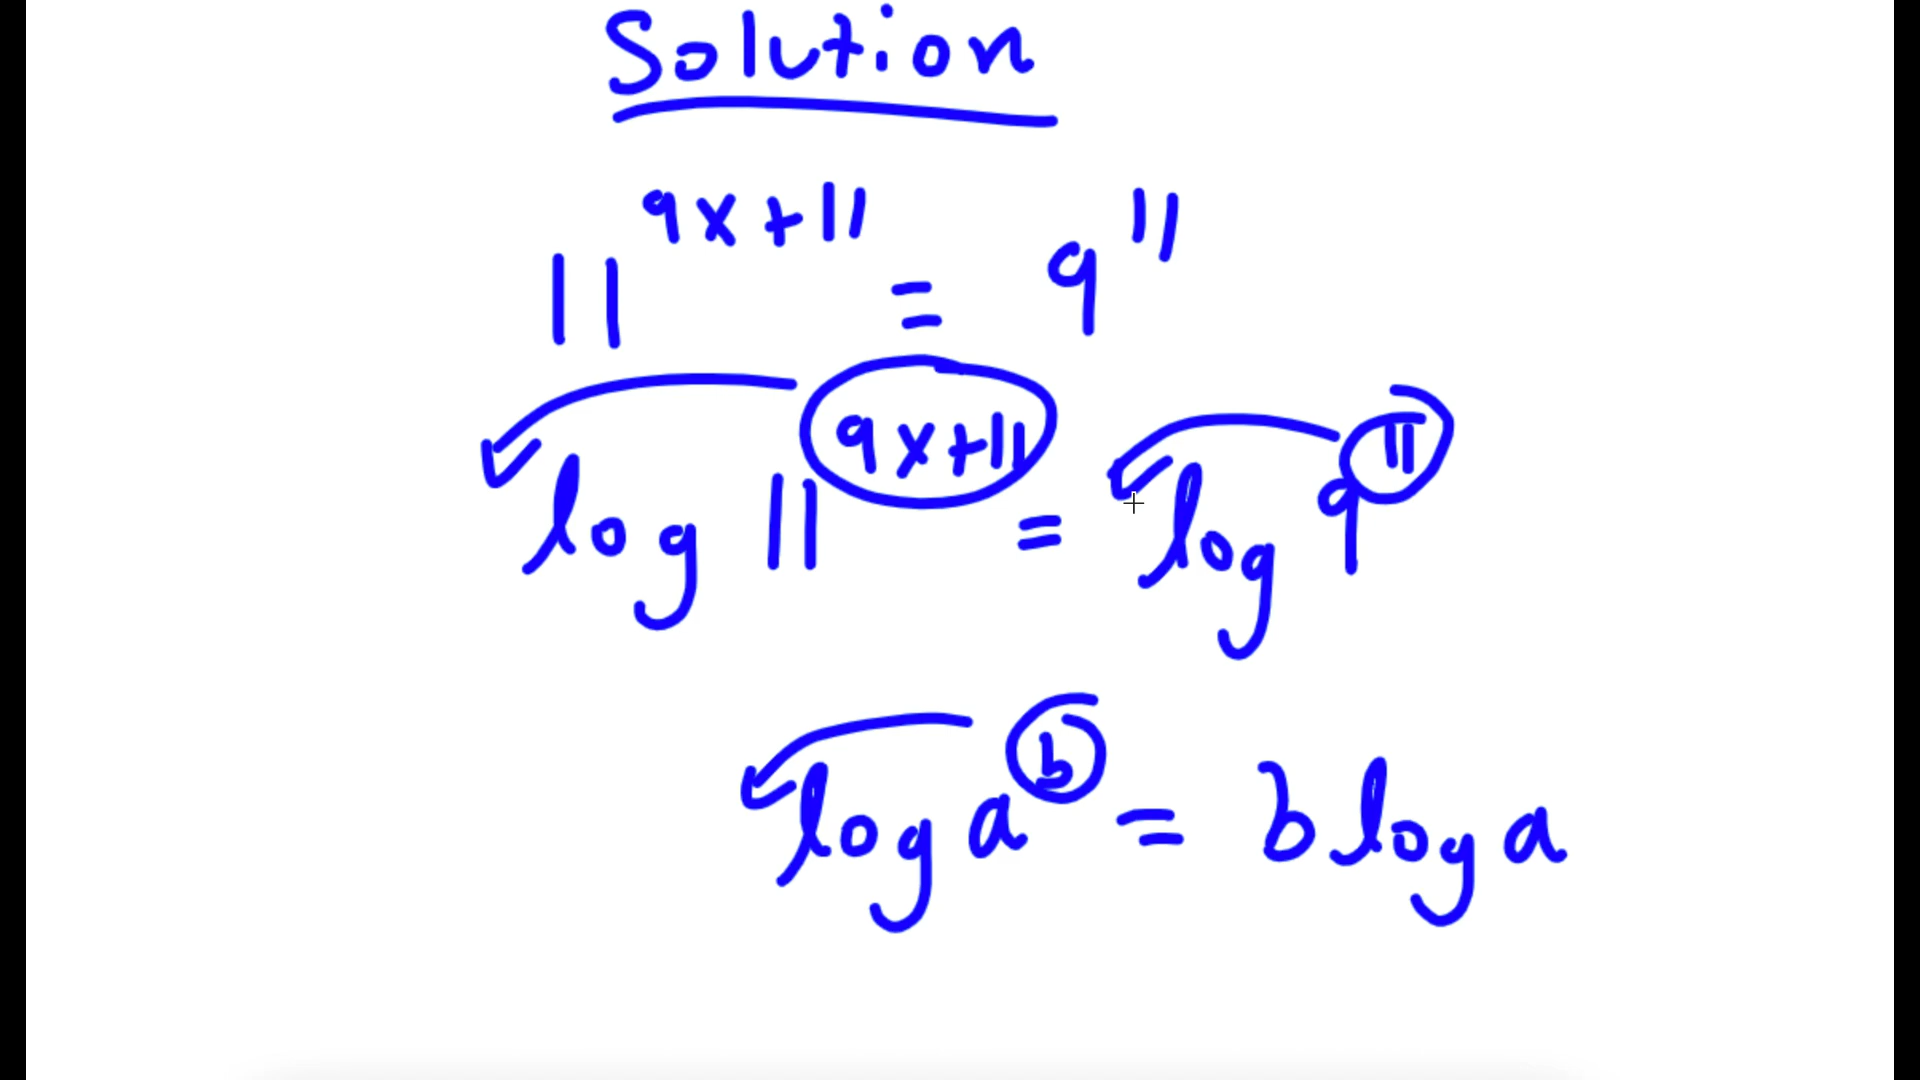 Solution
11^{9x+11} = 9^{11}
log 11^{9x+11} = log 9^{11}
log a^{b} = b log a